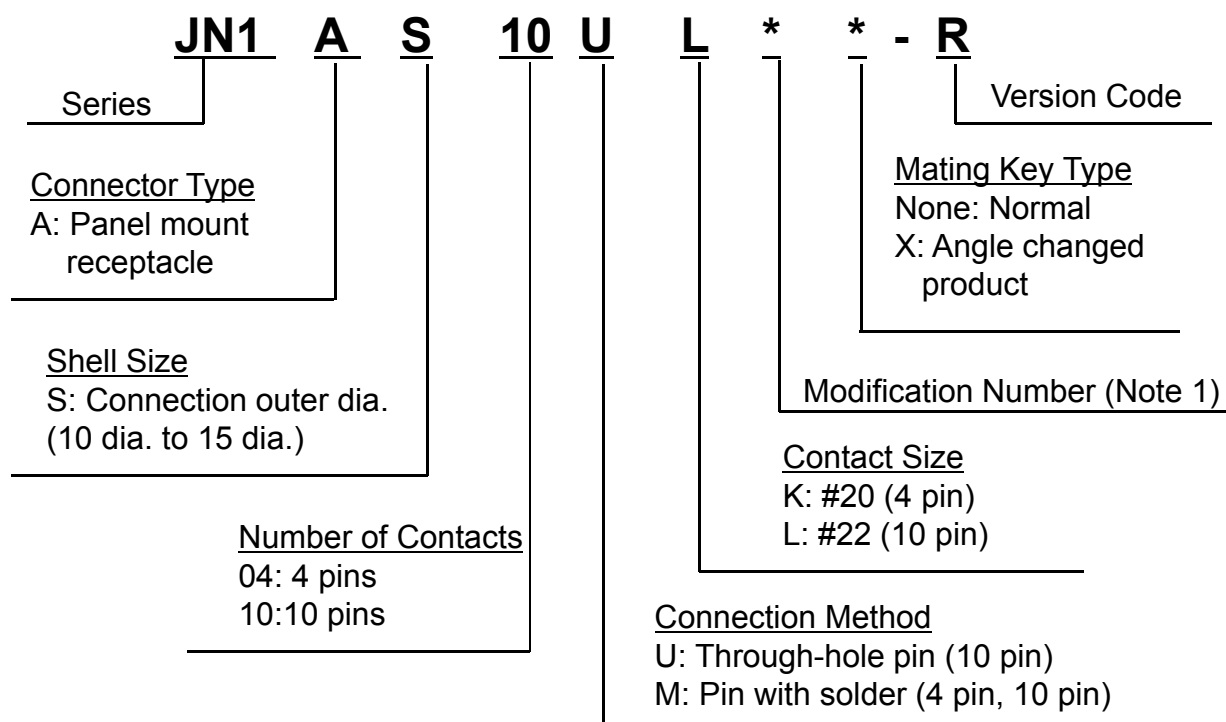 JN1 A S 10 U L * * - R
Series
Version Code
Connector Type
A: Panel mount
receptacle
Mating Key Type
None: Normal
X: Angle changed
product
Shell Size
S: Connection outer dia.
(10 dia. to 15 dia.)
Modification Number (Note 1)
Contact Size
K: #20 (4 pin)
L: #22 (10 pin)
Number of Contacts
04: 4 pins
10:10 pins
Connection Method
U: Through-hole pin (10 pin)
M: Pin with solder (4 pin, 10 pin)